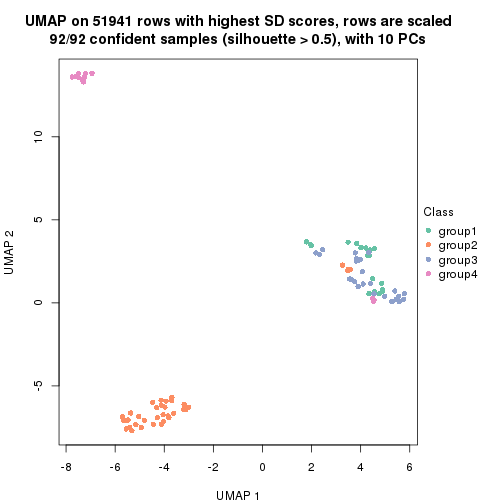 UMAP on 51941 rows with highest SD scores, rows are scaled
92/92 confident samples (silhouette > 0.5), with 10 PCs
10
5
0
-5
UMAP 2
-8
-6
-4
-2
0
2
4
6
UMAP 1
Class
group1
group2
group3
group4